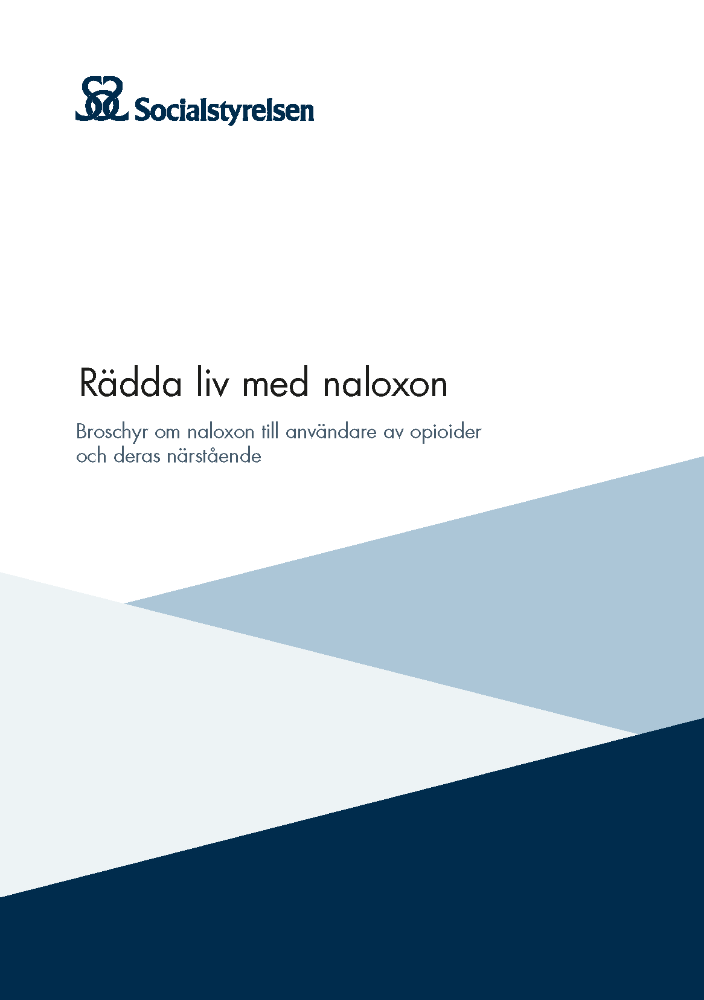 Socialstyrelsen
Rädda liv med naloxon
Broschyr om naloxon till användare av opioider
och deras närstående